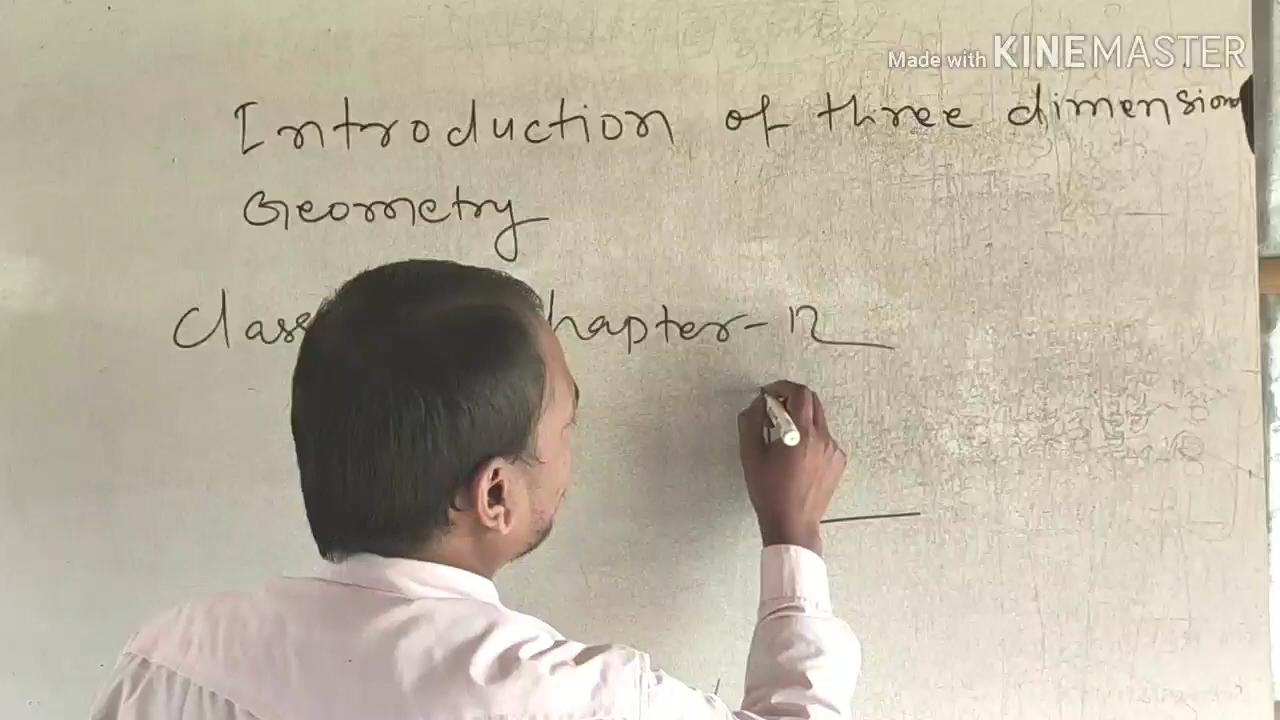 Made with KINEMASTER
Introduction of three dimension
Geometry
Class hapter-12